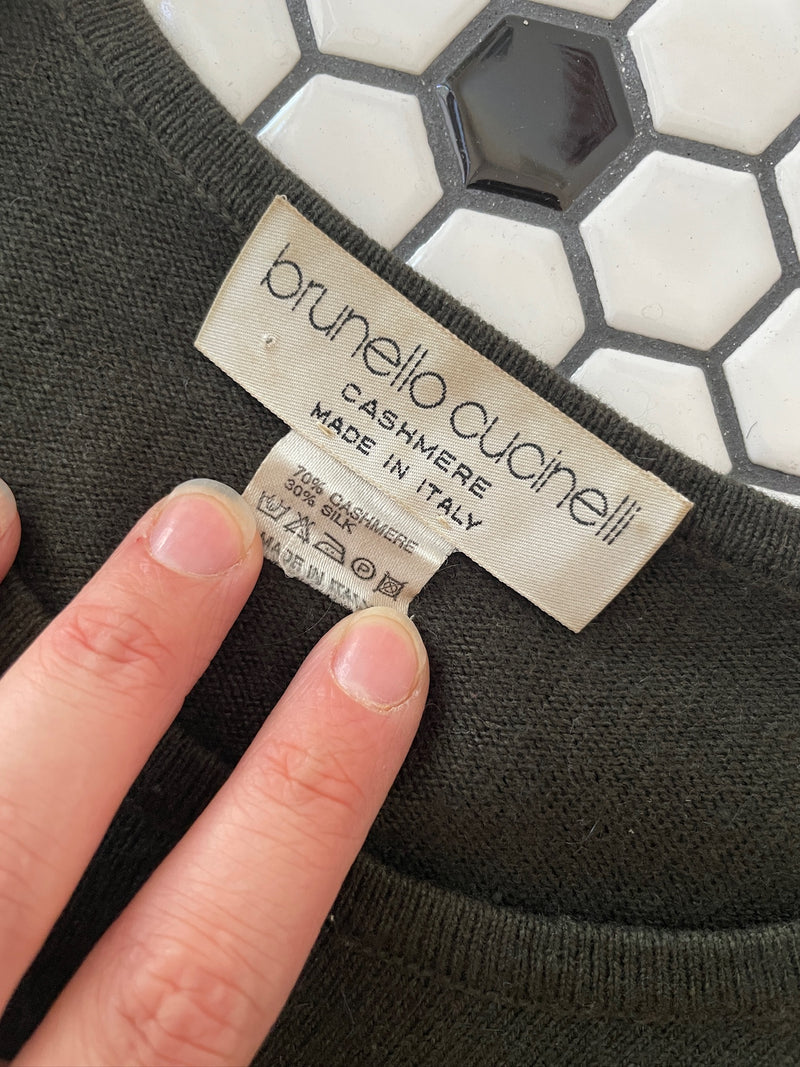 brunello cucinelli
CASHMERE
MADE IN ITALY
70% CASHMERE
30% SILK
P
MADE IN ITALY